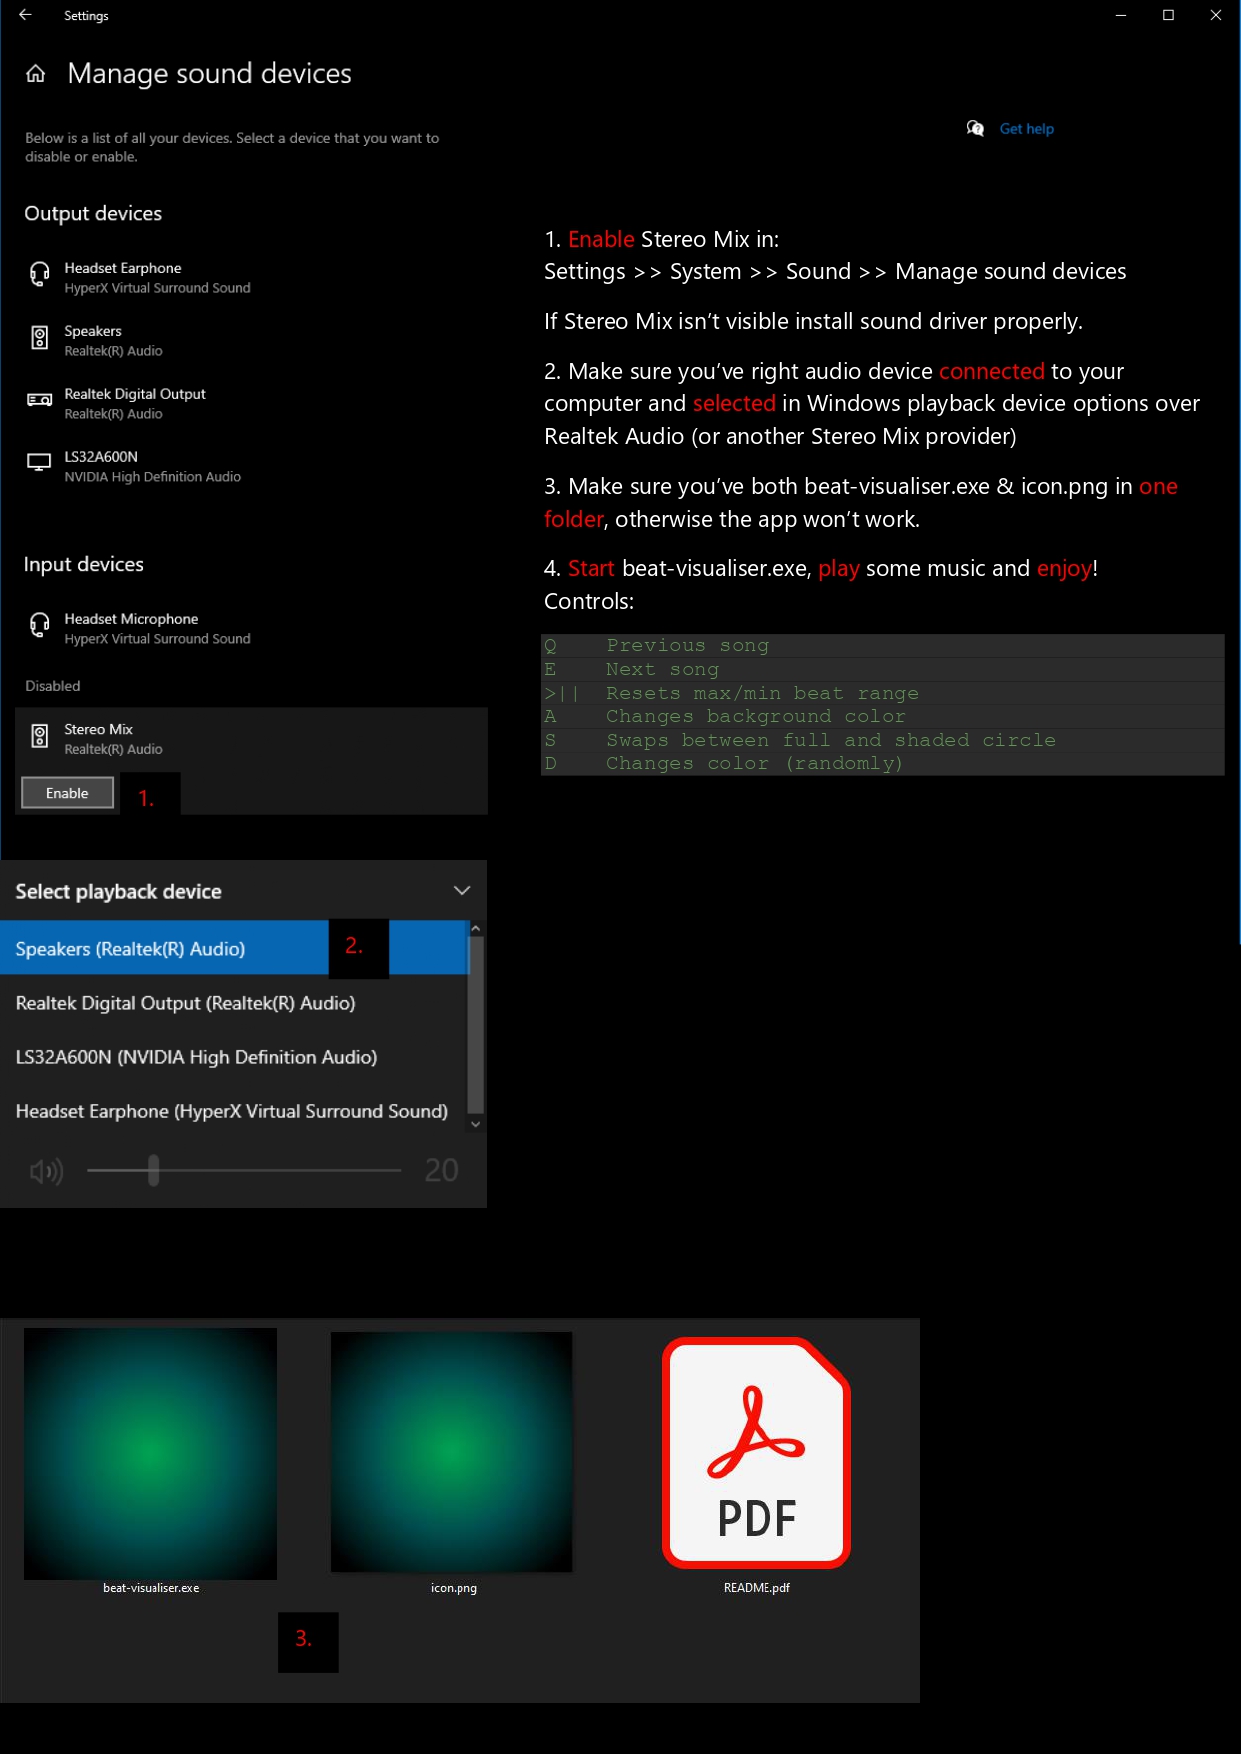 Settings
Manage sound devices
Below is a list of all your devices. Select a device that you want to
disable or enable.
Get help
Output devices
Headset Earphone
HyperX Virtual Surround Sound
Speakers
Realtek(R) Audio
Realtek Digital Output
Realtek(R) Audio
LS32A600N
NVIDIA High Definition Audio
Input devices
Headset Microphone
HyperX Virtual Surround Sound
Disabled
Stereo Mix
Realtek(R) Audio
Enable
1.
1. Enable Stereo Mix in:
Settings >> System >> Sound >> Manage sound devices
If Stereo Mix isn’t visible install sound driver properly.
2. Make sure you’ve right audio device connected to your
computer and selected in Windows playback device options over
Realtek Audio (or another Stereo Mix provider)
3. Make sure you’ve both beat-visualiser.exe & icon.png in one
folder, otherwise the app won’t work.
4. Start beat-visualiser.exe, play some music and enjoy!
Controls:
Q Previous song
E Next song
>|| Resets max/min beat range
A Changes background color
S Swaps between full and shaded circle
D Changes color (randomly)
Select playback device
Speakers (Realtek(R) Audio)
2.
Realtek Digital Output (Realtek(R) Audio)
LS32A600N (NVIDIA High Definition Audio)
Headset Earphone (HyperX Virtual Surround Sound)
20
PDF
beat-visualiser.exe
icon.png
README.pdf
3.